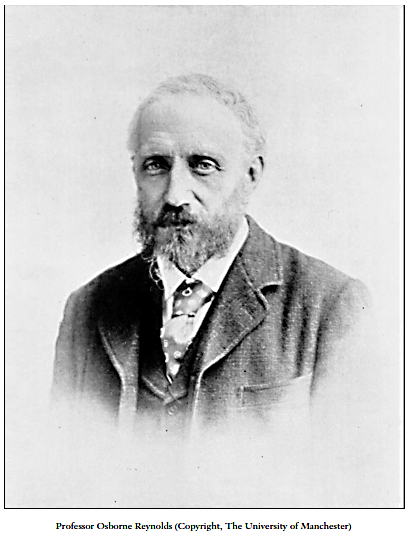 Professor Osborne Reynolds (Copyright, The University of Manchester)